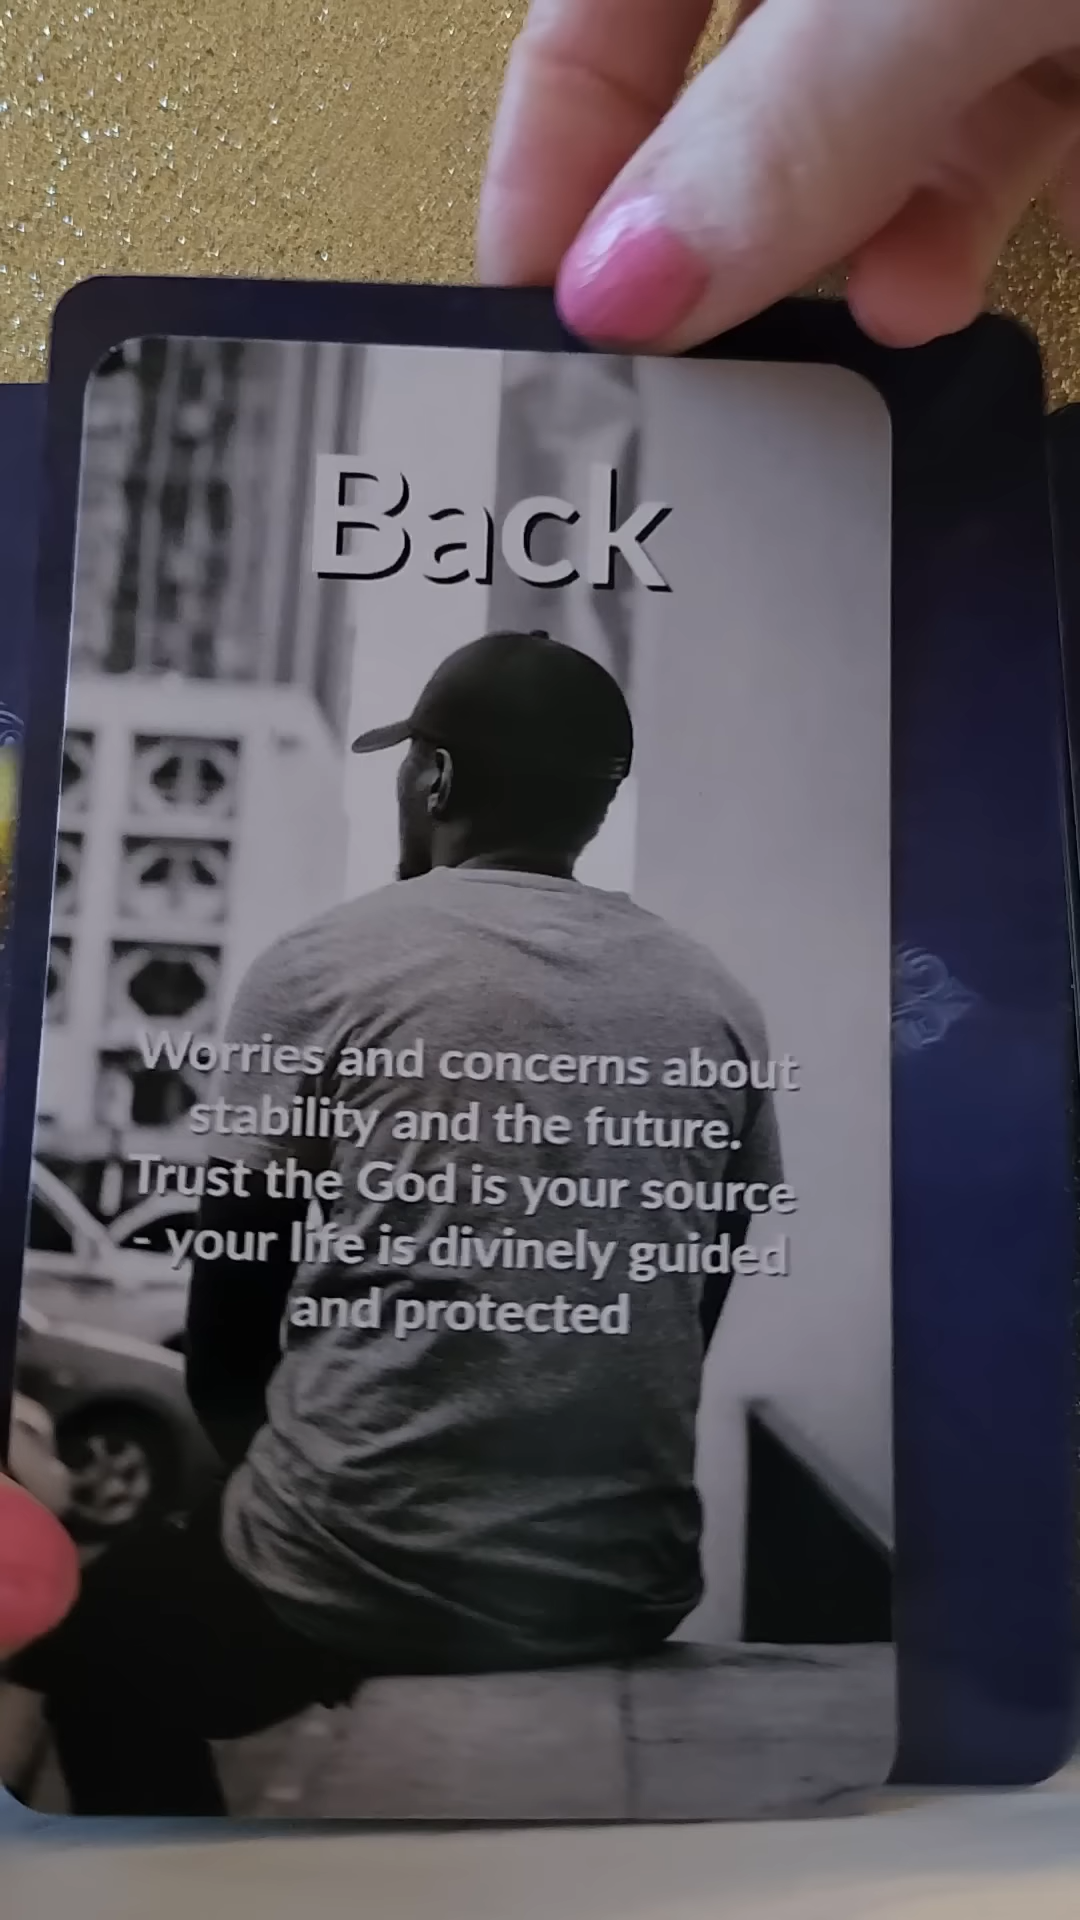 Back
Worries and concerns about
stability and the future.
Trust the God is your source
- your life is divinely guided
and protected